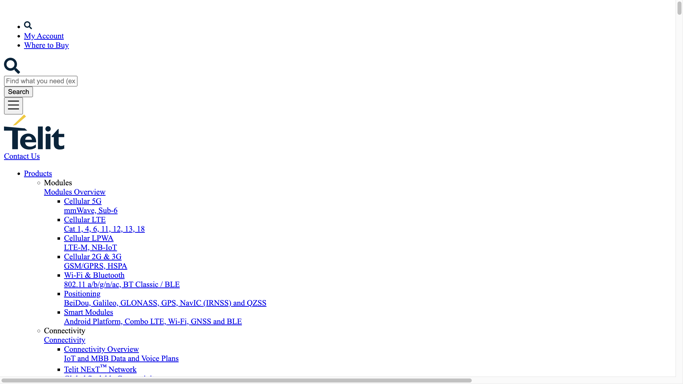 My Account
Where to Buy
Find what you need (ex
Search
Telit
Contact Us
Products
Modules
Modules Overview
Cellular 5G
mmWave, Sub-6
Cellular LTE
Cat 1, 4, 6, 11, 12, 13, 18
Cellular LPWA
LTE-M, NB-IoT
Cellular 2G & 3G
GSM/GPRS, HSPA
Wi-Fi & Bluetooth
802.11 a/b/g/n/ac, BT Classic / BLE
Positioning
BeiDou, Galileo, GLONASS, GPS, NavIC (IRNSS) and QZSS
Smart Modules
Android Platform, Combo LTE, Wi-Fi, GNSS and BLE
Connectivity
Connectivity
Connectivity Overview
IoT and MBB Data and Voice Plans
Telit NExT™ Network